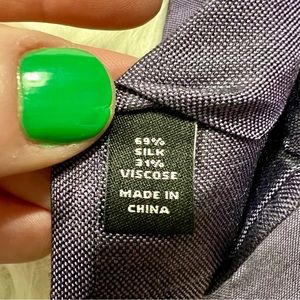 69%
SILK
31%
VISCOSE
MADE IN
CHINA